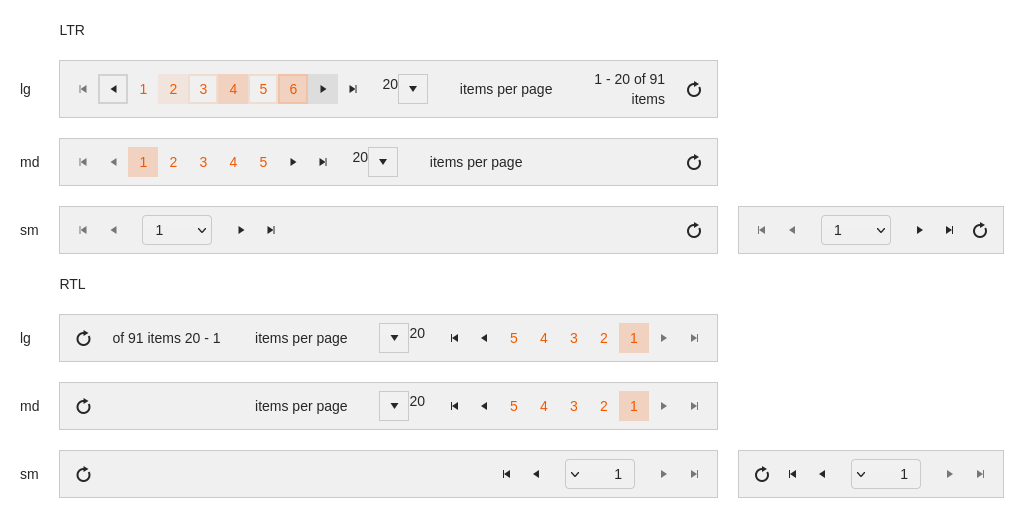 LTR
lg 1 2 3 4 5 6 20 items per page 1 - 20 of 91
items
md 1 2 3 4 5 20 items per page
sm 1 1
RTL
lg of 91 items 20 - 1 items per page 20 5 4 3 2 1
md items per page 20 5 4 3 2 1
sm 1 1